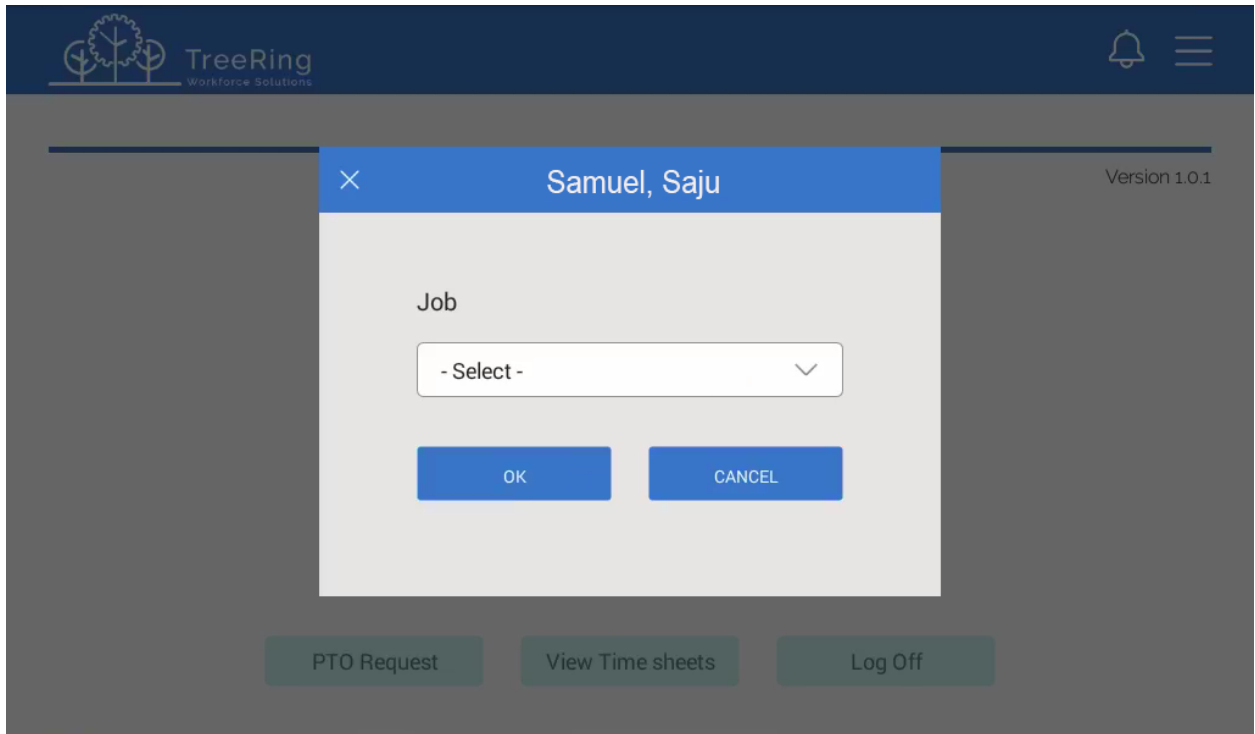 TreeRing
Workforce Solutions
Samuel, Saju
Version 1.0.1
Job
- Select -
OK CANCEL
PTO Request View Time sheets Log Off